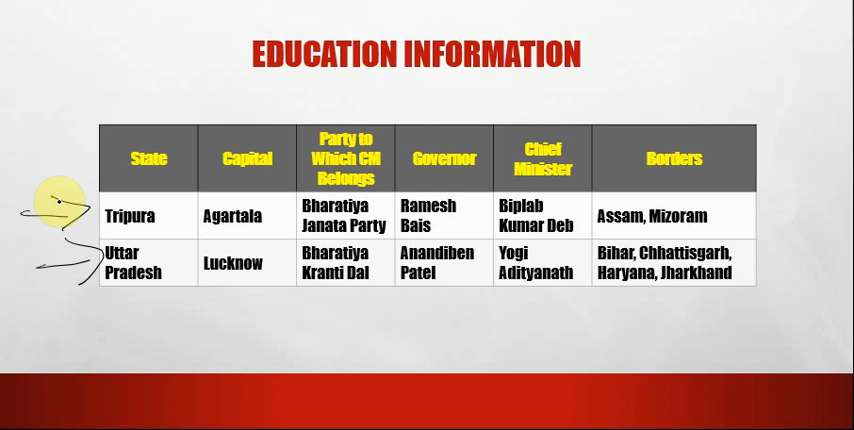 EDUCATION INFORMATION
State
Capital
Party to
Which CM
Belongs
Governor
Chief
Minister
Borders
Tripura
Agartala
Bharatiya
Janata Party
Ramesh
Bais
Biplab
Kumar Deb
Assam, Mizoram
Uttar
Pradesh
Lucknow
Bharatiya
Kranti Dal
Anandiben
Patel
Yogi
Adityanath
Bihar, Chhattisgarh,
Haryana, Jharkhand